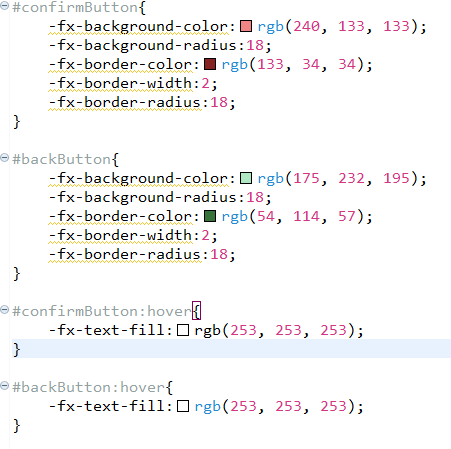 #confirmButton{
-fx-background-color: rgb(240, 133, 133);
-fx-background-radius:18;
-fx-border-color: rgb(133, 34, 34);
-fx-border-width:2;
-fx-border-radius:18;
}
#backButton{
-fx-background-color: rgb(175, 232, 195);
-fx-background-radius:18;
-fx-border-color: rgb(54, 114, 57);
-fx-border-width:2;
-fx-border-radius:18;
}
#confirmButton:hover{
-fx-text-fill: rgb(253, 253, 253);
}
#backButton:hover{
-fx-text-fill: rgb(253, 253, 253);
}